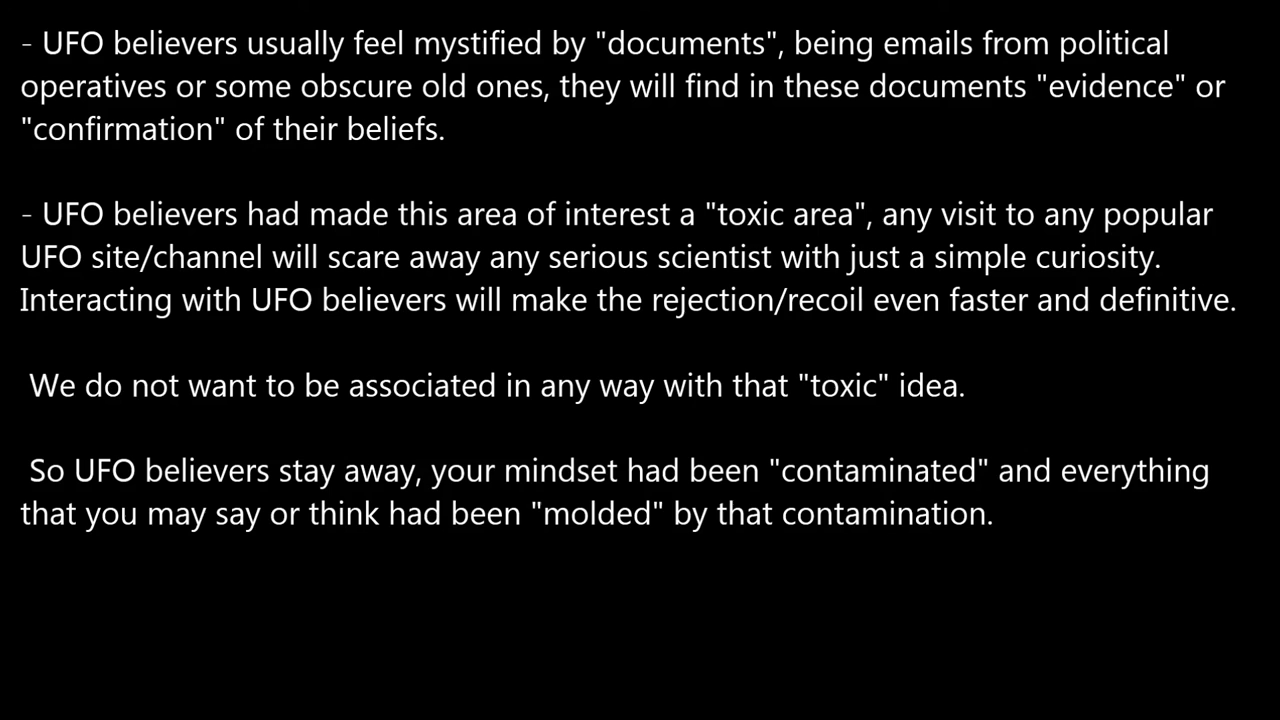 - UFO believers usually feel mystified by "documents", being emails from political
operatives or some obscure old ones, they will find in these documents "evidence" or
"confirmation" of their beliefs.
- UFO believers had made this area of interest a "toxic area", any visit to any popular
UFO site/channel will scare away any serious scientist with just a simple curiosity.
Interacting with UFO believers will make the rejection/recoil even faster and definitive.
We do not want to be associated in any way with that "toxic" idea.
So UFO believers stay away, your mindset had been "contaminated" and everything
that you may say or think had been "molded" by that contamination.